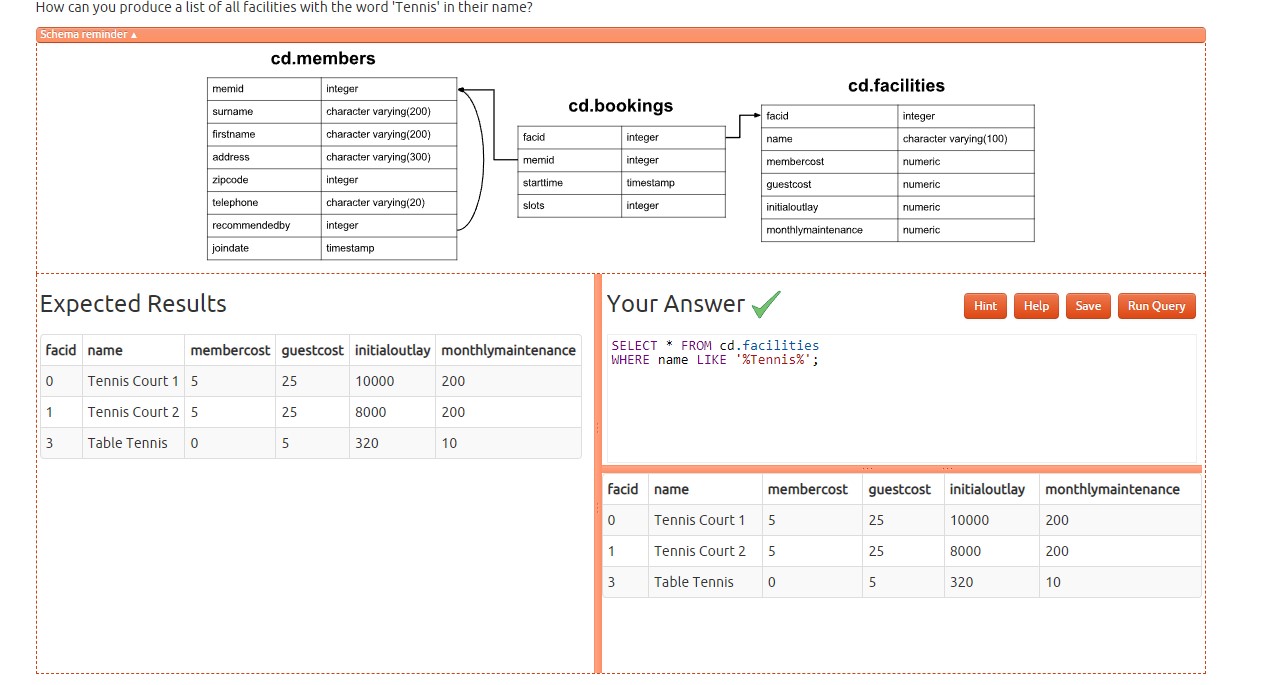 How can you produce a list of all facilities with the word 'Tennis' in their name?
Schema reminder ▲
cd.members
memid integer
surname character varying(200)
firstname character varying(200)
address character varying(300)
zipcode integer
telephone character varying(20)
recommendedby integer
joindate timestamp
cd.bookings
facid integer
memid integer
starttime timestamp
slots integer
cd.facilities
facid integer
name character varying(100)
membercost numeric
guestcost numeric
initialoutlay numeric
monthlymaintenance numeric
Expected Results
facid name membercost guestcost initialoutlay monthlymaintenance
0 Tennis Court 1 5 25 10000 200
1 Tennis Court 2 5 25 8000 200
3 Table Tennis 0 5 320 10
Your Answer
Hint Help Save Run Query
SELECT * FROM cd.facilities
WHERE name LIKE '%Tennis%';
facid name membercost guestcost initialoutlay monthlymaintenance
0 Tennis Court 1 5 25 10000 200
1 Tennis Court 2 5 25 8000 200
3 Table Tennis 0 5 320 10